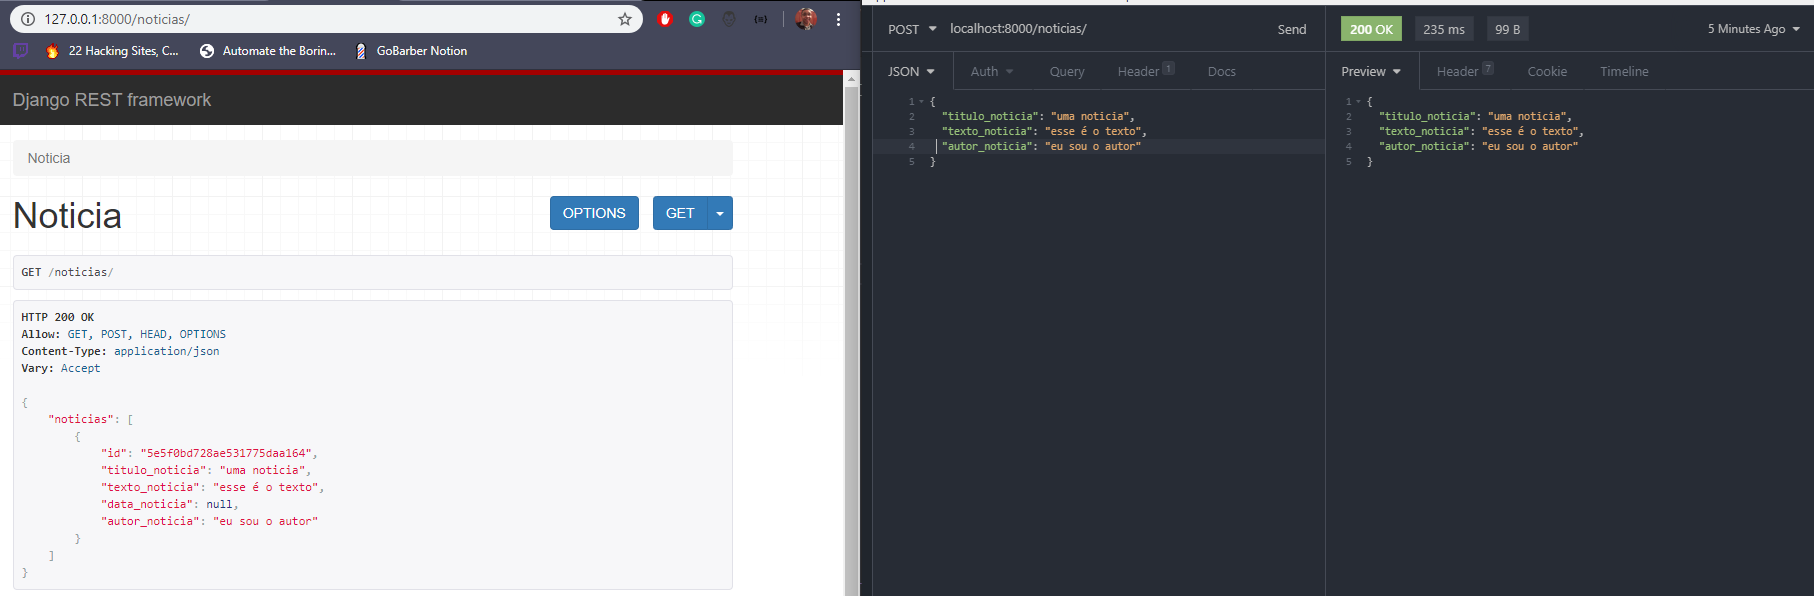 127.0.0.1:8000/noticias/
22 Hacking Sites, C...
Automate the Borin...
GoBarber Notion
Django REST framework
Noticia
Noticia
OPTIONS
GET
GET /noticias/
HTTP 200 OK
Allow: GET, POST, HEAD, OPTIONS
Content-Type: application/json
Vary: Accept
{
"noticias": [
{
"id": "5e5f0bd728ae531775daa164",
"titulo_noticia": "uma noticia",
"texto_noticia": "esse é o texto",
"data_noticia": null,
"autor_noticia": "eu sou o autor"
}
]
}
POST
localhost:8000/noticias/
Send
JSON
Auth
Query
Header 1
Docs
1 {
2 "titulo_noticia": "uma noticia",
3 "texto_noticia": "esse é o texto",
4 "autor_noticia": "eu sou o autor"
5 }
200 OK
235 ms
99 B
5 Minutes Ago
Preview
Header 7
Cookie
Timeline
1 {
2 "titulo_noticia": "uma noticia",
3 "texto_noticia": "esse é o texto",
4 "autor_noticia": "eu sou o autor"
5 }